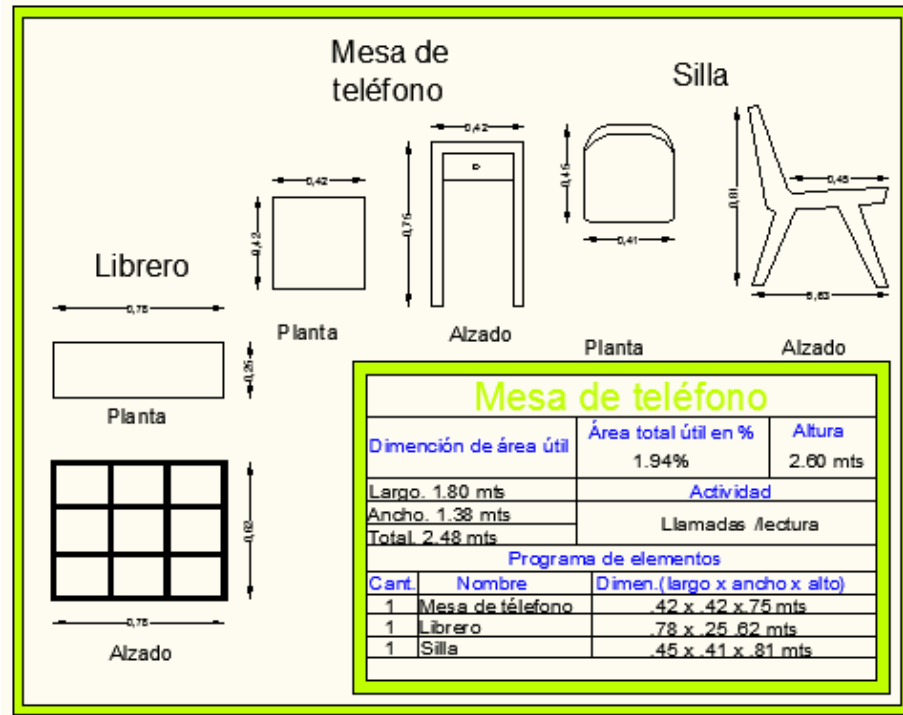 Mesa de
teléfono
Silla
0,42
0,42
0,42
0,75
0,45
0,41
0,45
0,81
0,63
Planta
Alzado
Planta
Alzado
Librero
0,78
0,25
Planta
0,62
0,78
Alzado
Mesa de teléfono
Dimención de área útil
Área total útil en %
1.94%
Altura
2.60 mts
Largo. 1.80 mts
Ancho. 1.38 mts
Total. 2.48 mts
Actividad
Llamadas /lectura
Programa de elementos
Cant. Nombre Dimen.(largo x ancho x alto)
1 Mesa de télefono .42 x .42 x.75 mts
1 Librero .78 x .25 .62 mts
1 Silla .45 x .41 x .81 mts